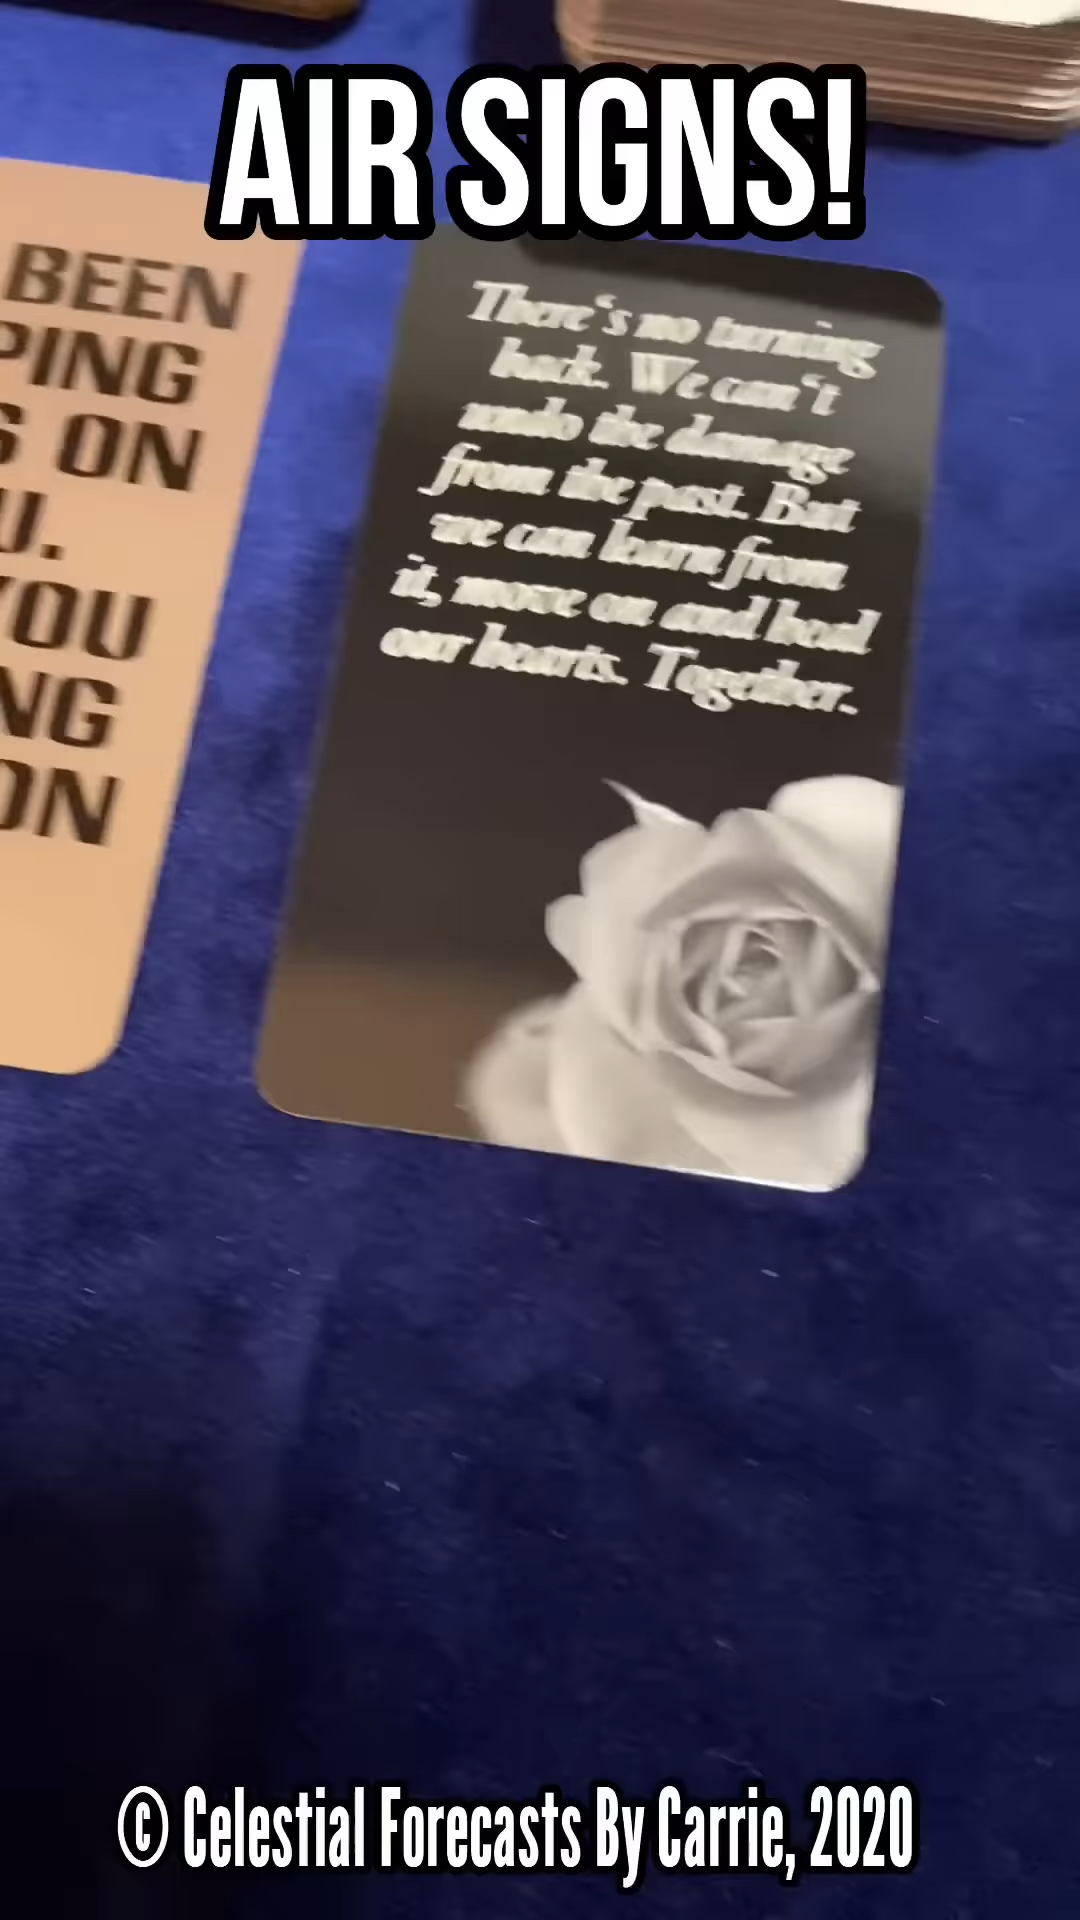 AIR SIGNS!
BEEN
PING
S ON
U.
YOU
NG
ON
There's no turning
back. We can't
undo the damage
from the past. But
we can learn from
it, move on and heal
our hearts. Together.
© Celestial Forecasts By Carrie, 2020